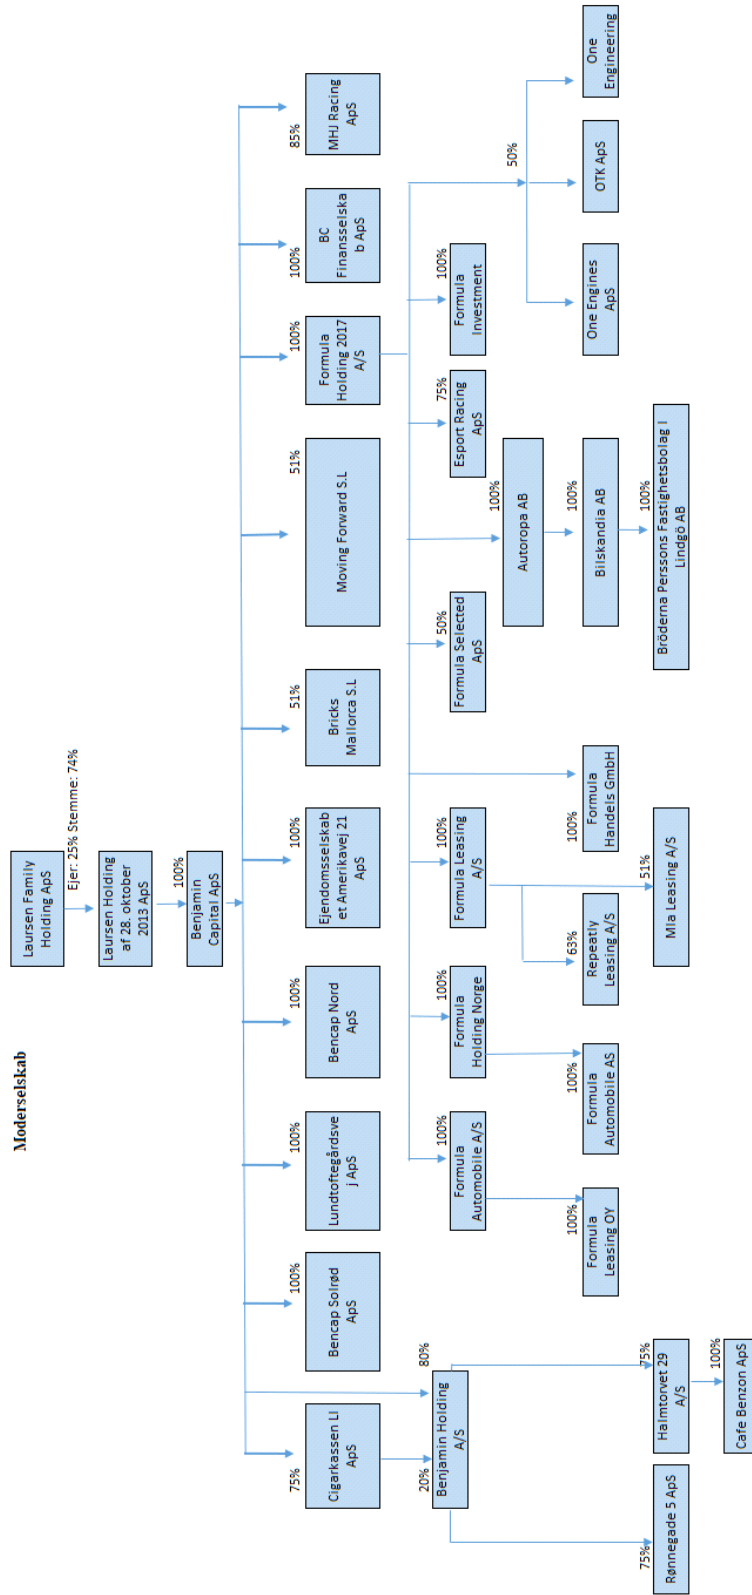 Moderselskab
Laursen Family
Holding ApS
Ejer: 25% Stemme: 74%
Laursen Holding
af 28. oktober
2013 ApS
100%
Benjamin
Capital ApS
75%
Cigarkassen LI
ApS
100%
Bencap Solrød
ApS
100%
Lundtoftegårdsve
j ApS
100%
Bencap Nord
ApS
100%
Ejendomsselskab
et Amerikavej 21
ApS
51%
Bricks
Mallorca S.L
51%
Moving Forward S.L
100%
Formula
Holding 2017
A/S
100%
BC
Finansselska
b ApS
85%
MHJ Racing
ApS
20%
80%
Benjamin Holding
A/S
100%
Formula
Automobile A/S
100%
Formula
Holding Norge
100%
Formula Leasing
A/S
50%
Formula Selected
ApS
75%
Esport Racing
ApS
100%
Formula
Investment
50%
100%
Autoropa AB
100%
Formula
Leasing OY
100%
Formula
Automobile AS
63%
Repeatly
Leasing A/S
100%
Formula
Handels GmbH
100%
Bilskandia AB
One Engines
ApS
OTK ApS
One
Engineering
75%
Rønnegade 5 ApS
75%
Halmtorvet 29
A/S
51%
Mia Leasing A/S
100%
Bröderna Perssons Fastighetsbolag I
Lindgö AB
100%
Cafe Benzon ApS